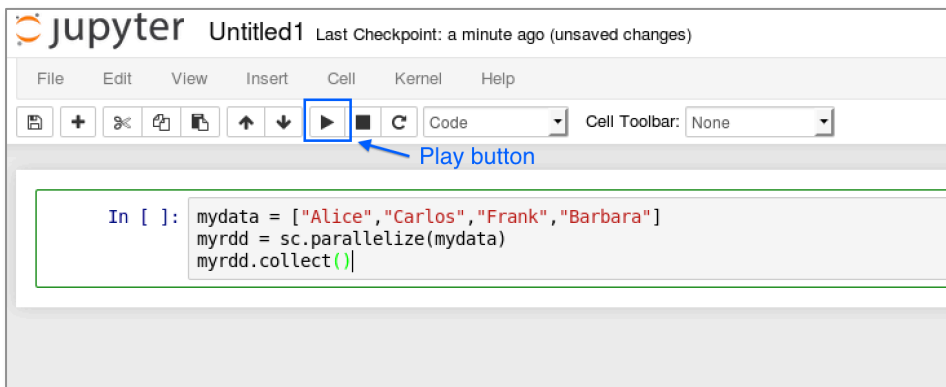 jupyter Untitled1 Last Checkpoint: a minute ago (unsaved changes)
File Edit View Insert Cell Kernel Help
Code Cell Toolbar: None
Play button
In [ ]: mydata = ["Alice","Carlos","Frank","Barbara"]
myrdd = sc.parallelize(mydata)
myrdd.collect()